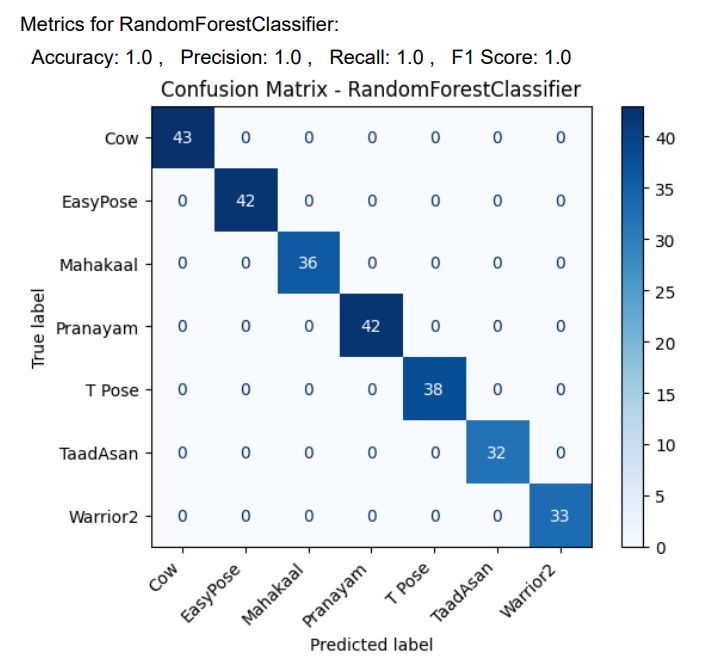 Metrics for RandomForestClassifier:
Accuracy: 1.0 , Precision: 1.0 , Recall: 1.0 , F1 Score: 1.0
Confusion Matrix - RandomForestClassifier
Cow 43 0 0 0 0 0 0
EasyPose 0 42 0 0 0 0 0
Mahakaal 0 0 36 0 0 0 0
Pranayam 0 0 0 42 0 0 0
T Pose 0 0 0 0 38 0 0
TaadAsan 0 0 0 0 0 32 0
Warrior2 0 0 0 0 0 0 33
True label
Cow EasyPose Mahakaal Pranayam T Pose TaadAsan Warrior2
Predicted label
40
35
30
25
20
15
10
5
0